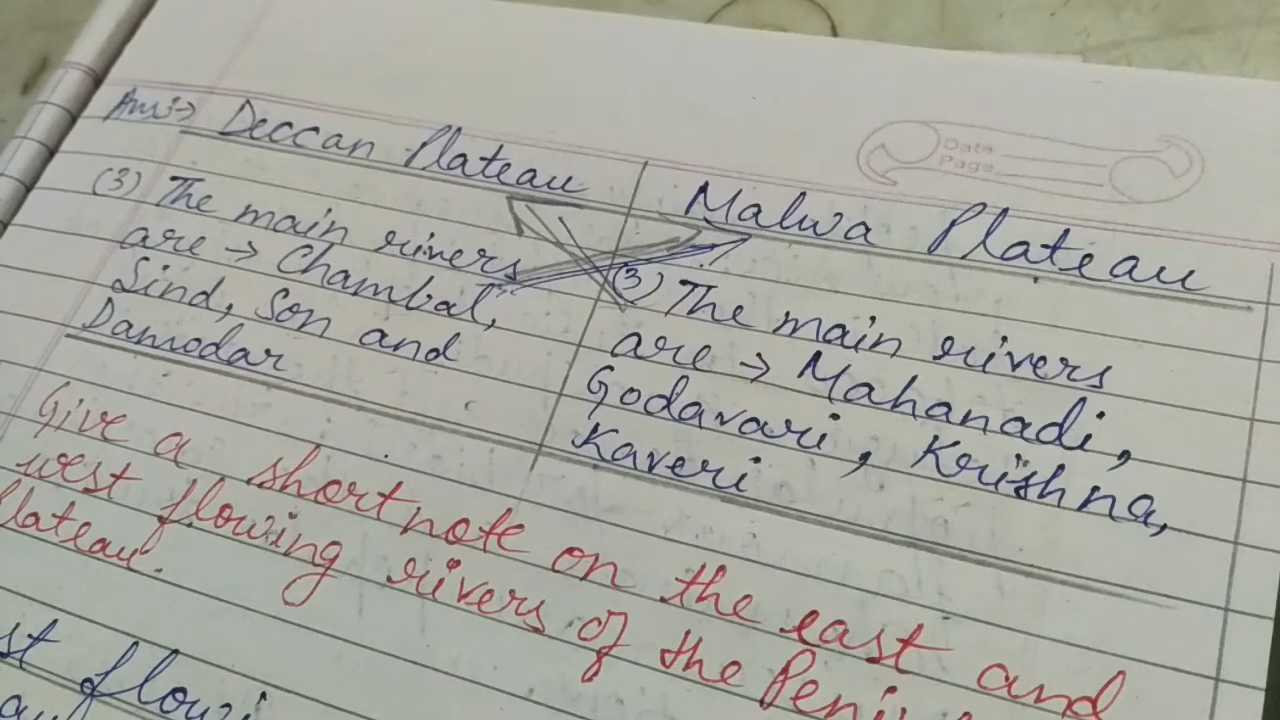 Ans:→ Deccan Plateau
Malwa Plateau
Date
Page
(3) The main rivers
are → Chambal,
Sind, Son and
Damodar
(3) The main rivers
are → Mahanadi,
Godavari, Krishna,
Kaveri
Give a short note on the east and
west flowing rivers of the
Plateau.
flowi